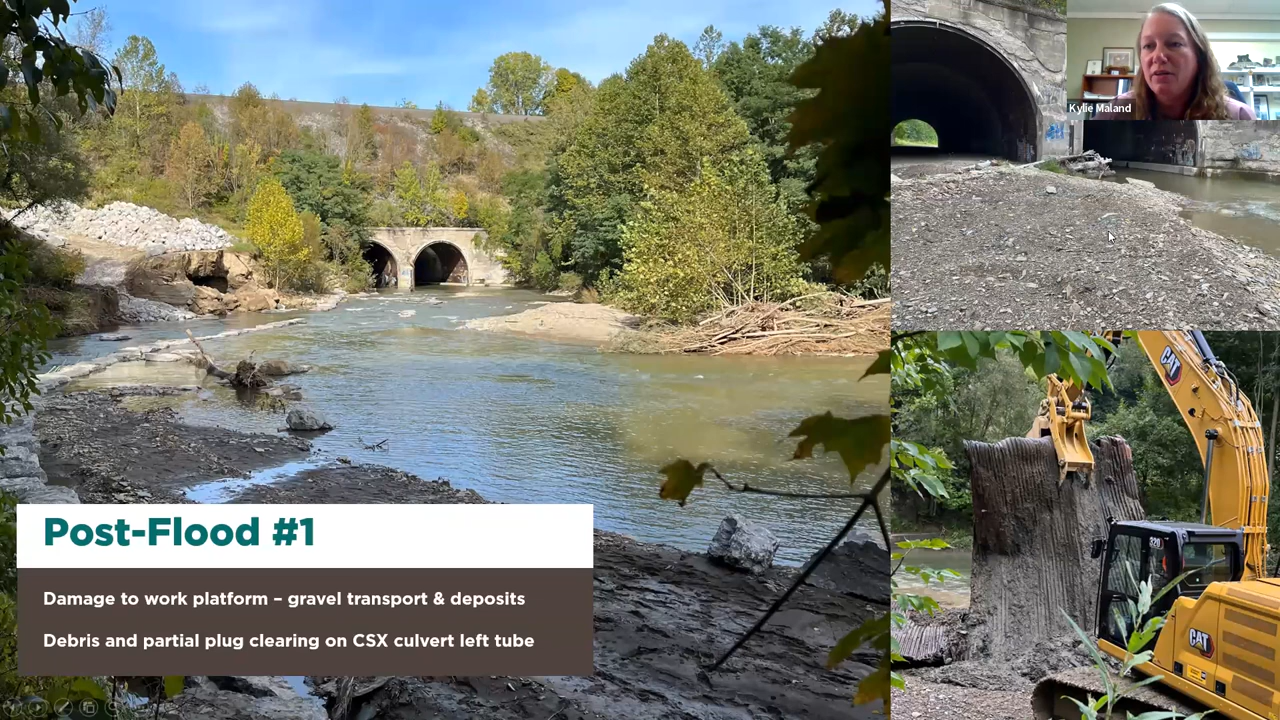 Kylie Maland
Post-Flood #1
Damage to work platform – gravel transport & deposits
Debris and partial plug clearing on CSX culvert left tube
CAT
320
CAT